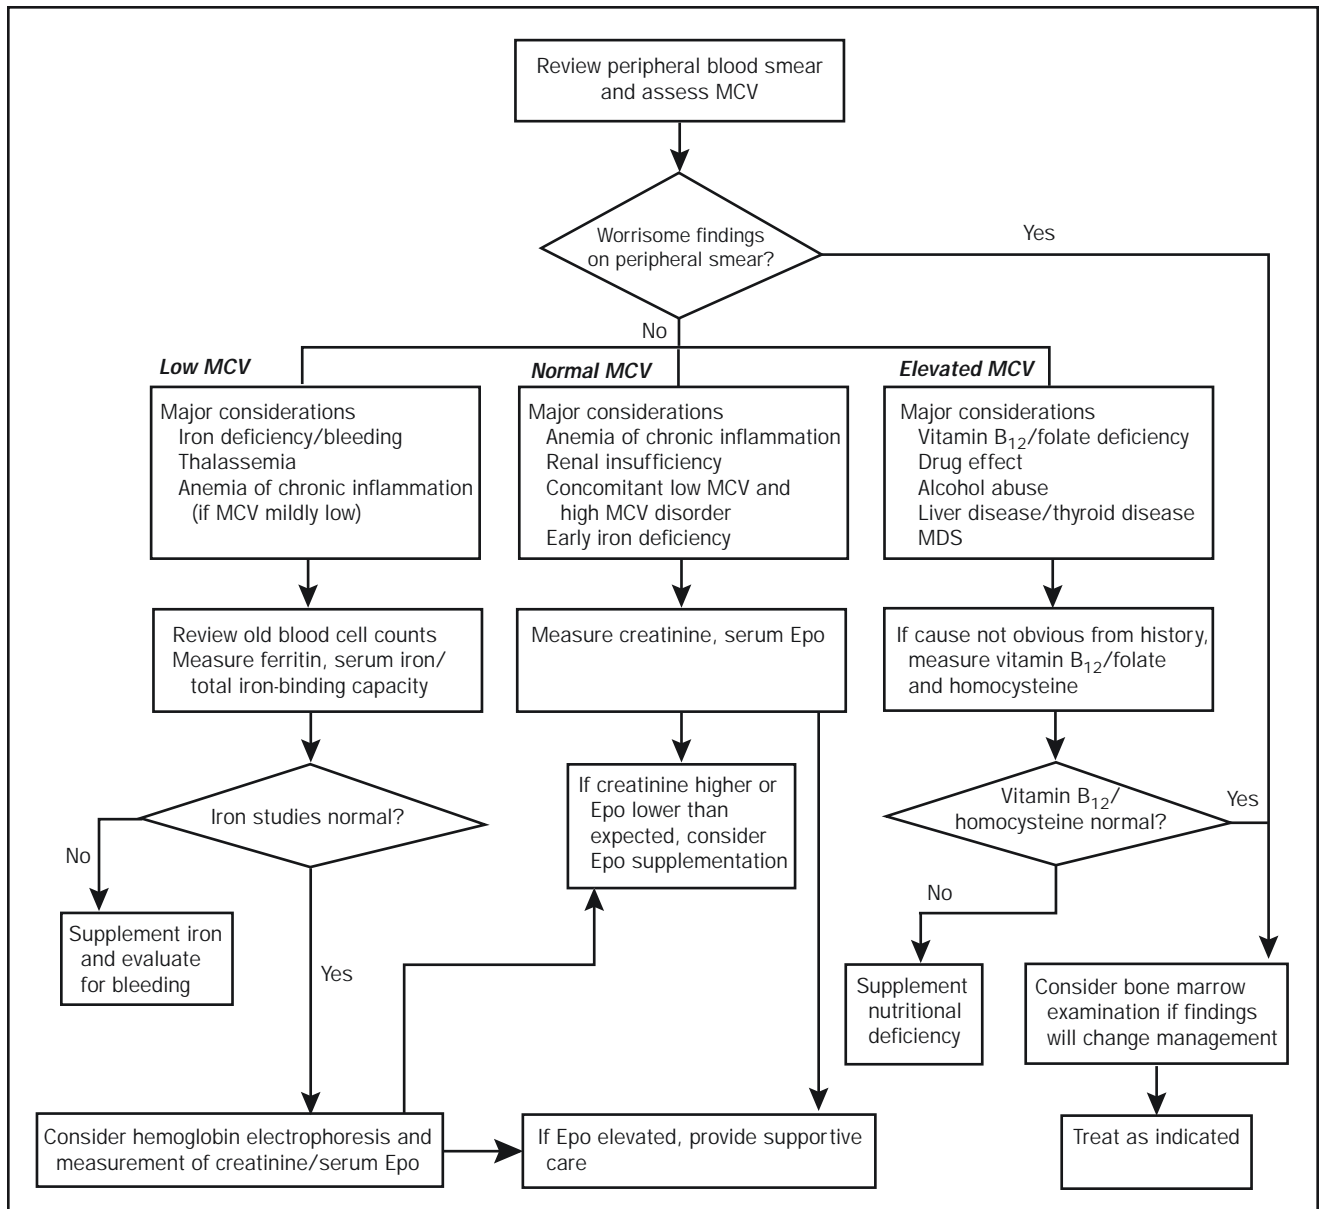 Review peripheral blood smear
and assess MCV
Worrisome findings
on peripheral smear?
Yes
No
Low MCV
Major considerations
Iron deficiency/bleeding
Thalassemia
Anemia of chronic inflammation
(if MCV mildly low)
Normal MCV
Major considerations
Anemia of chronic inflammation
Renal insufficiency
Concomitant low MCV and
high MCV disorder
Early iron deficiency
Elevated MCV
Major considerations
Vitamin B12/folate deficiency
Drug effect
Alcohol abuse
Liver disease/thyroid disease
MDS
Review old blood cell counts
Measure ferritin, serum iron/
total iron-binding capacity
Measure creatinine, serum Epo
If cause not obvious from history,
measure vitamin B12/folate
and homocysteine
Iron studies normal?
If creatinine higher or
Epo lower than
expected, consider
Epo supplementation
Vitamin B12/
homocysteine normal?
Yes
No
No
Supplement iron
and evaluate
for bleeding
Yes
Supplement
nutritional
deficiency
Consider bone marrow
examination if findings
will change management
Consider hemoglobin electrophoresis and
measurement of creatinine/serum Epo
If Epo elevated, provide supportive
care
Treat as indicated